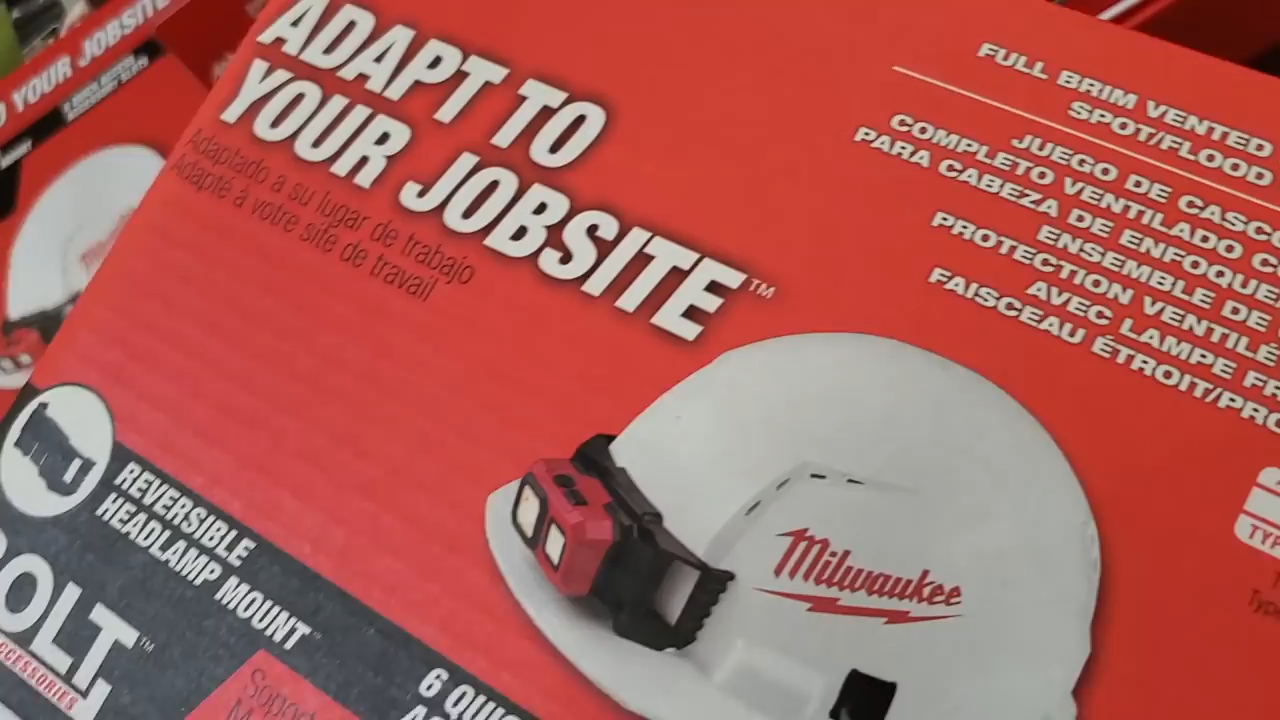 YOUR JOBSITE
ADAPT TO
YOUR JOBSITE™
Adaptado a su lugar de trabajo
Adapté à votre site de travail
FULL BRIM VENTED
SPOT/FLOOD
JUEGO DE CASCO
COMPLETO VENTILADO
PARA CABEZA DE ENFOQUE
ENSEMBLE DE
PROTECTION VENTILÉ
AVEC LAMPE
FAISCEAU ÉTROIT/PRO
Milwaukee
REVERSIBLE
HEADLAMP MOUNT™
OLT™
CCESSORIES
6 QUI
TYP